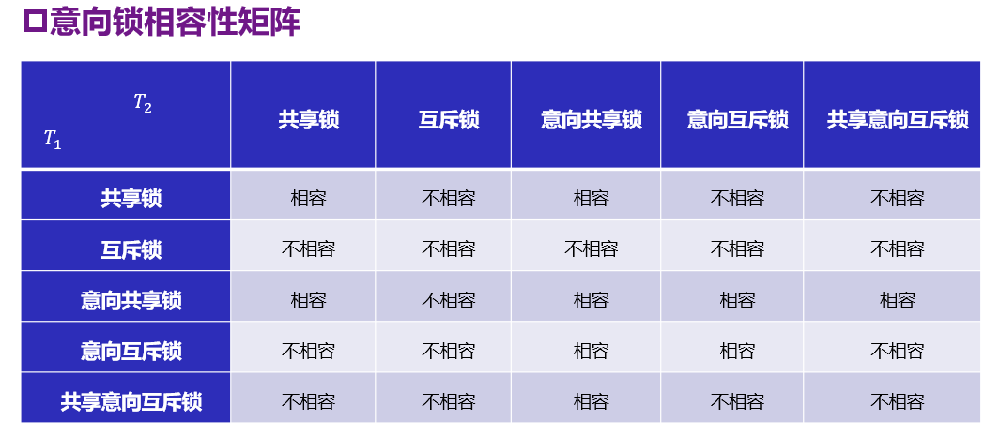 意向锁相容性矩阵
T₂
T₁
共享锁 互斥锁 意向共享锁 意向互斥锁 共享意向互斥锁
共享锁 相容 不相容 相容 不相容 不相容
互斥锁 不相容 不相容 不相容 不相容 不相容
意向共享锁 相容 不相容 相容 相容 相容
意向互斥锁 不相容 不相容 相容 相容 不相容
共享意向互斥锁 不相容 不相容 相容 不相容 不相容